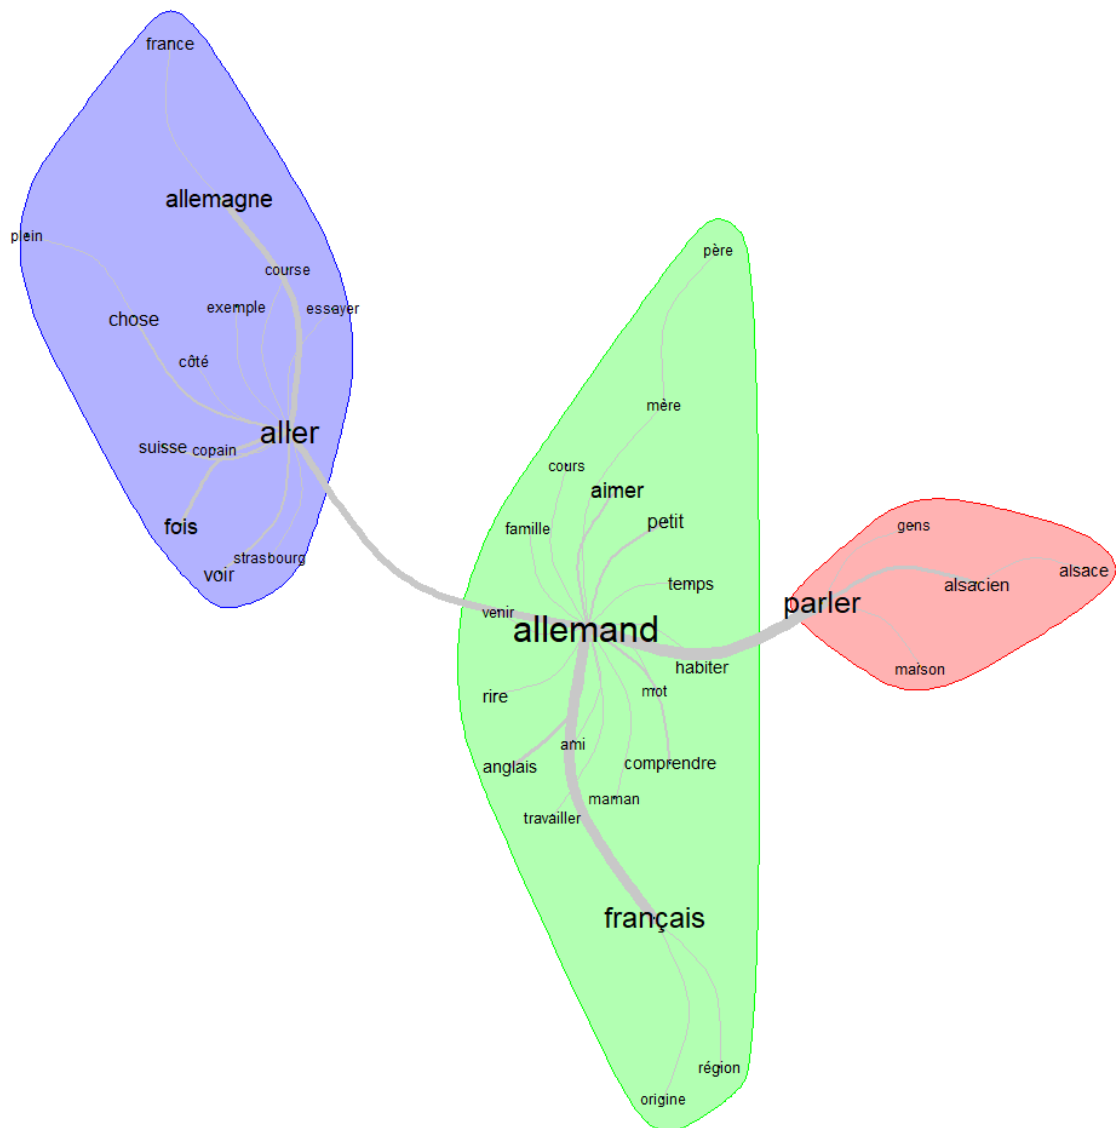 france
allemagne
plein
course
exemple
essayer
chose
côté
aller
suisse
copain
fois
voir
strasbourg
père
mère
cours
aimer
famille
petit
temps
venir
allemand
habiter
rire
mot
ami
anglais
comprendre
maman
travailler
français
région
origine
gens
alsace
alsacien
parler
maison